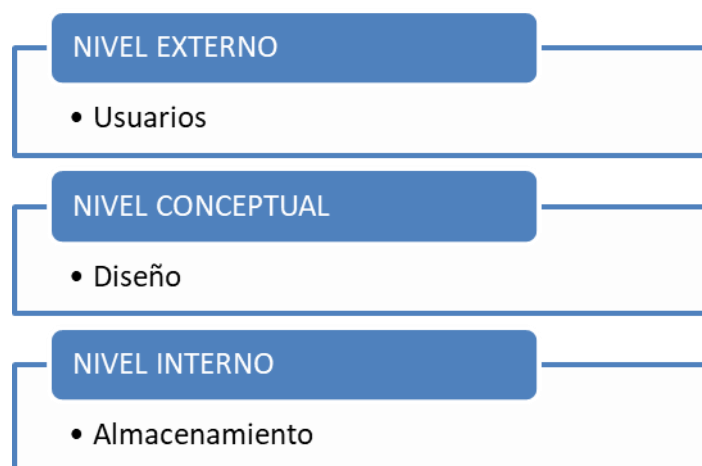 NIVEL EXTERNO
• Usuarios
NIVEL CONCEPTUAL
• Diseño
NIVEL INTERNO
• Almacenamiento